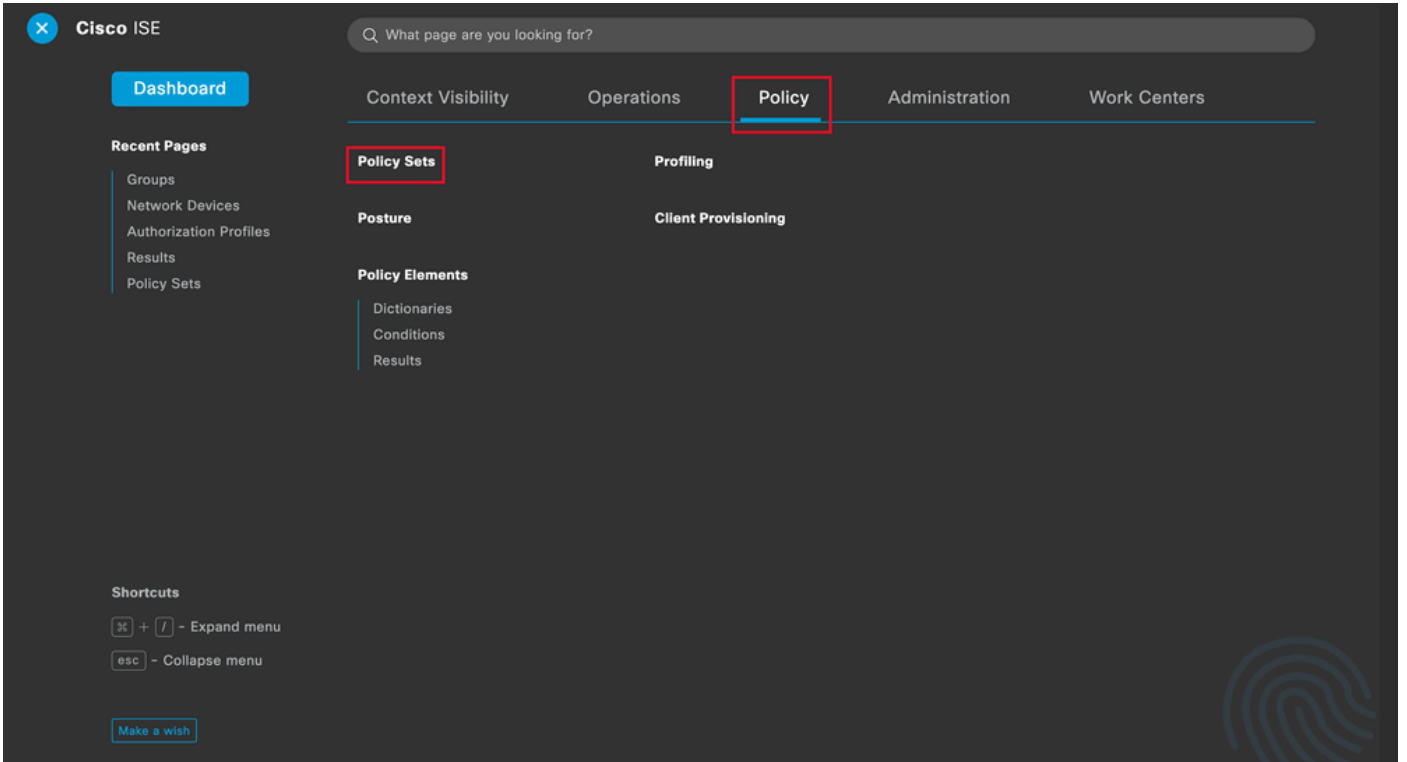 Cisco ISE
What page are you looking for?
Dashboard
Context Visibility
Operations
Policy
Administration
Work Centers
Recent Pages
Groups
Network Devices
Authorization Profiles
Results
Policy Sets
Policy Sets
Profiling
Posture
Client Provisioning
Policy Elements
Dictionaries
Conditions
Results
Shortcuts
⌘ + / - Expand menu
esc - Collapse menu
Make a wish